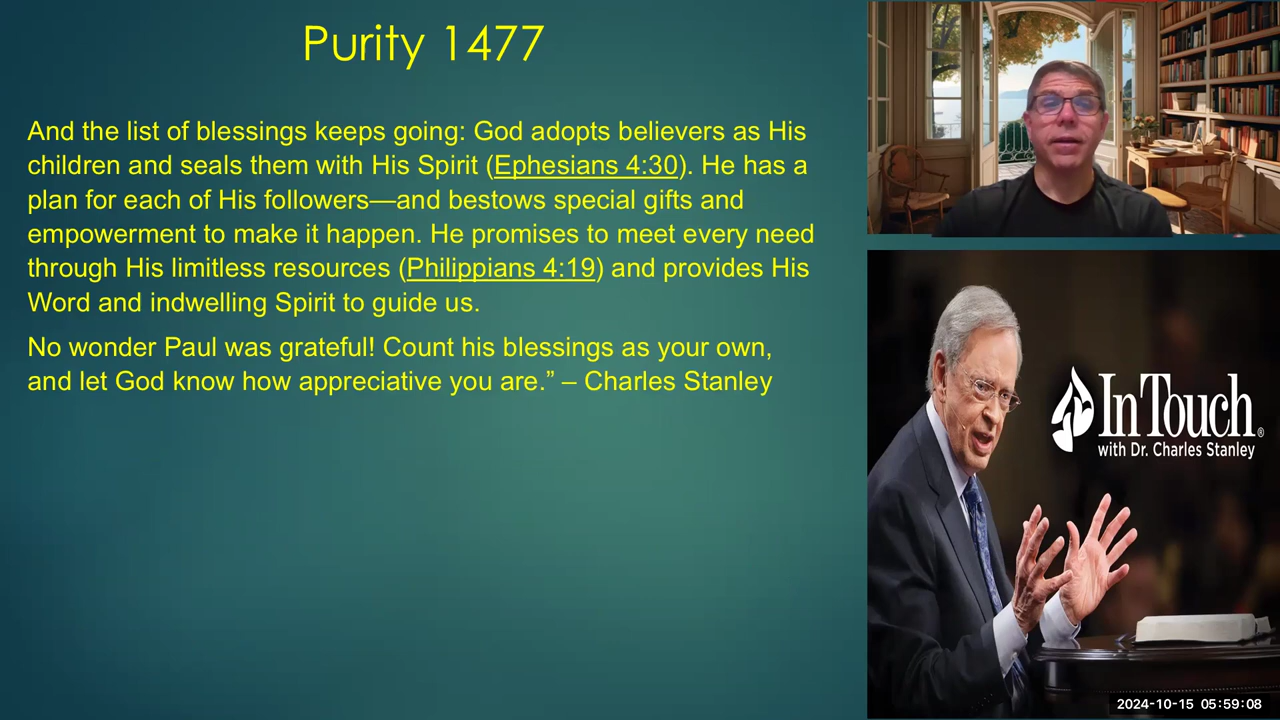 Purity 1477
And the list of blessings keeps going: God adopts believers as His
children and seals them with His Spirit (Ephesians 4:30). He has a
plan for each of His followers—and bestows special gifts and
empowerment to make it happen. He promises to meet every need
through His limitless resources (Philippians 4:19) and provides His
Word and indwelling Spirit to guide us.
No wonder Paul was grateful! Count his blessings as your own,
and let God know how appreciative you are.” – Charles Stanley
In Touch®
with Dr. Charles Stanley
2024-10-15 05:59:08